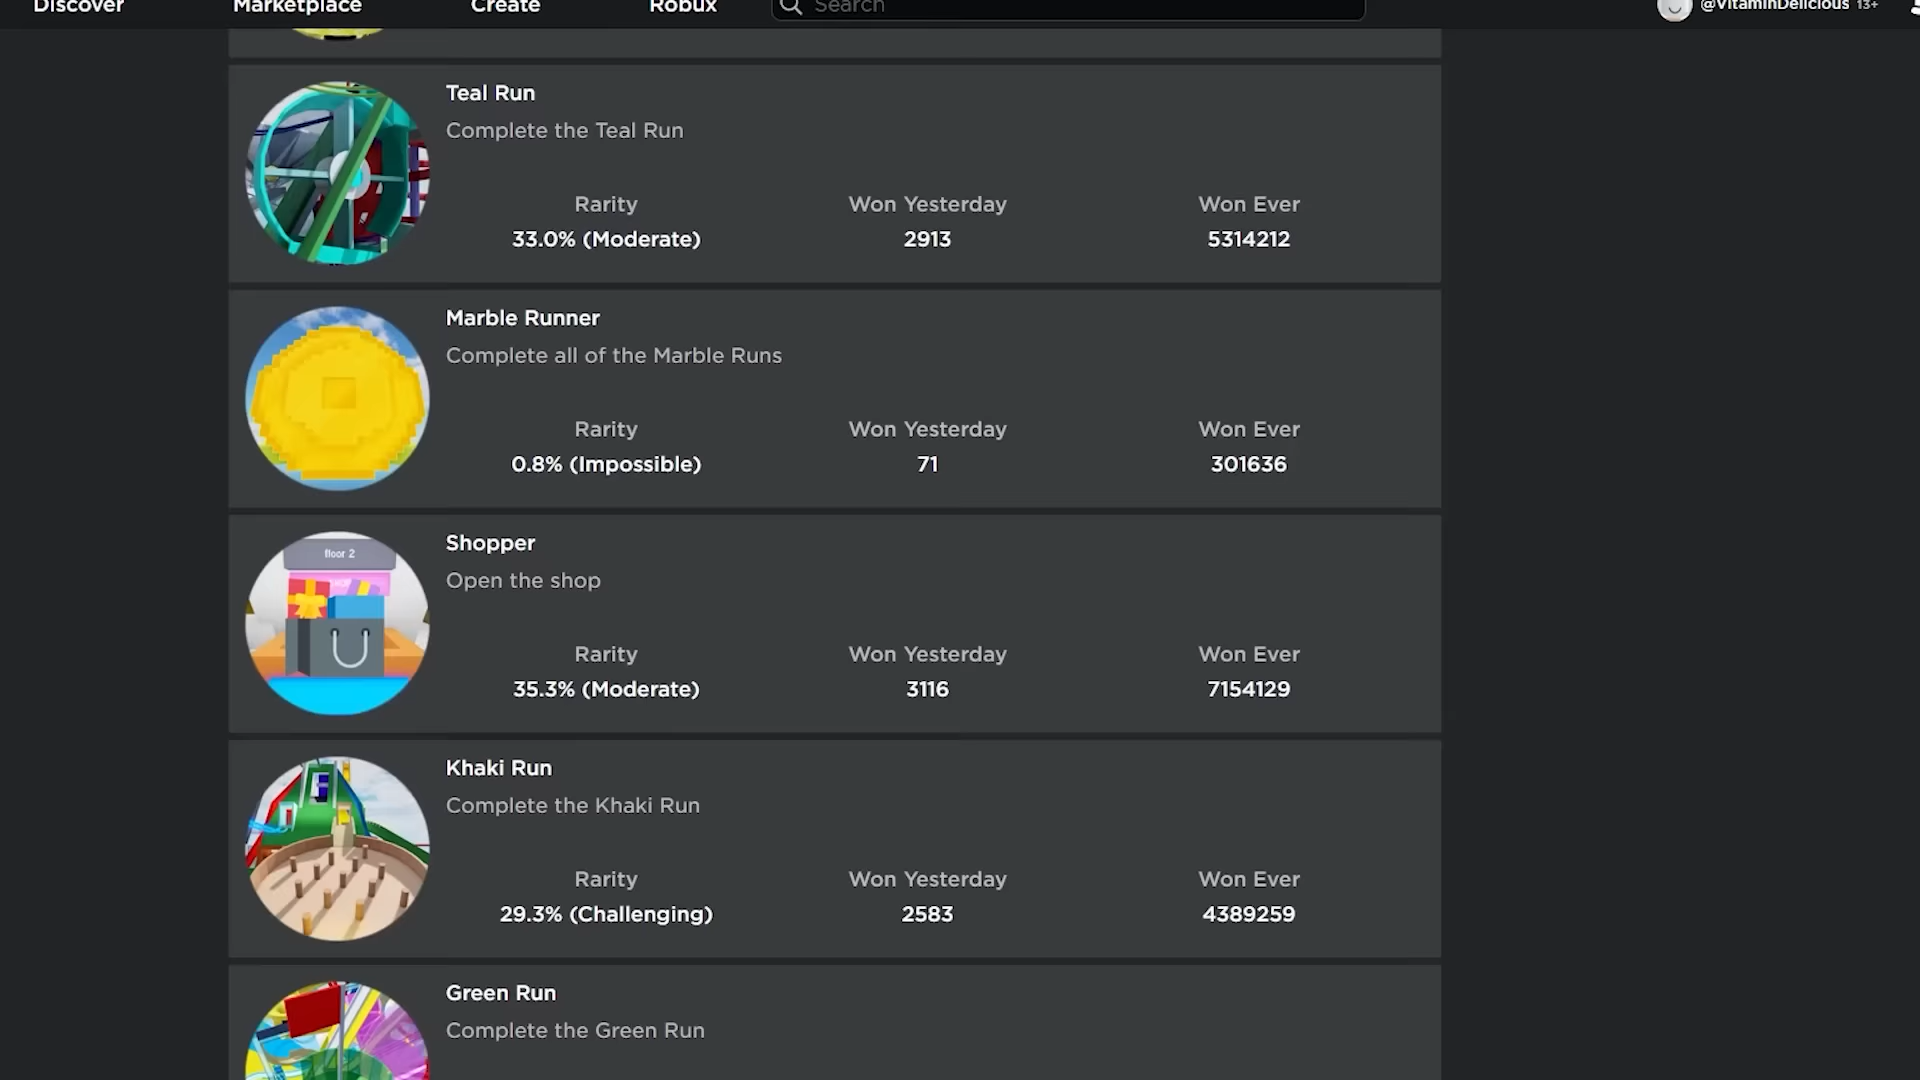 Discover Marketplace Create Robux Search @VitaminDelicious 13+
Teal Run
Complete the Teal Run
Rarity Won Yesterday Won Ever
33.0% (Moderate) 2913 5314212
Marble Runner
Complete all of the Marble Runs
Rarity Won Yesterday Won Ever
0.8% (Impossible) 71 301636
floor 2
Shopper
Open the shop
Rarity Won Yesterday Won Ever
35.3% (Moderate) 3116 7154129
Khaki Run
Complete the Khaki Run
Rarity Won Yesterday Won Ever
29.3% (Challenging) 2583 4389259
Green Run
Complete the Green Run